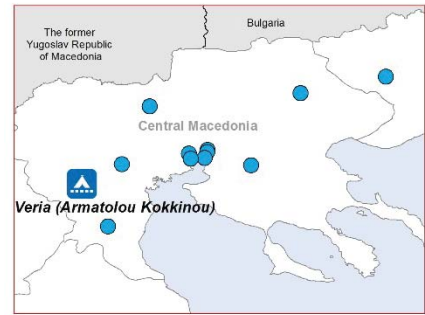 The former
Yugoslav Republic
of Macedonia
Bulgaria
Central Macedonia
Veria (Armatolou Kokkinou)